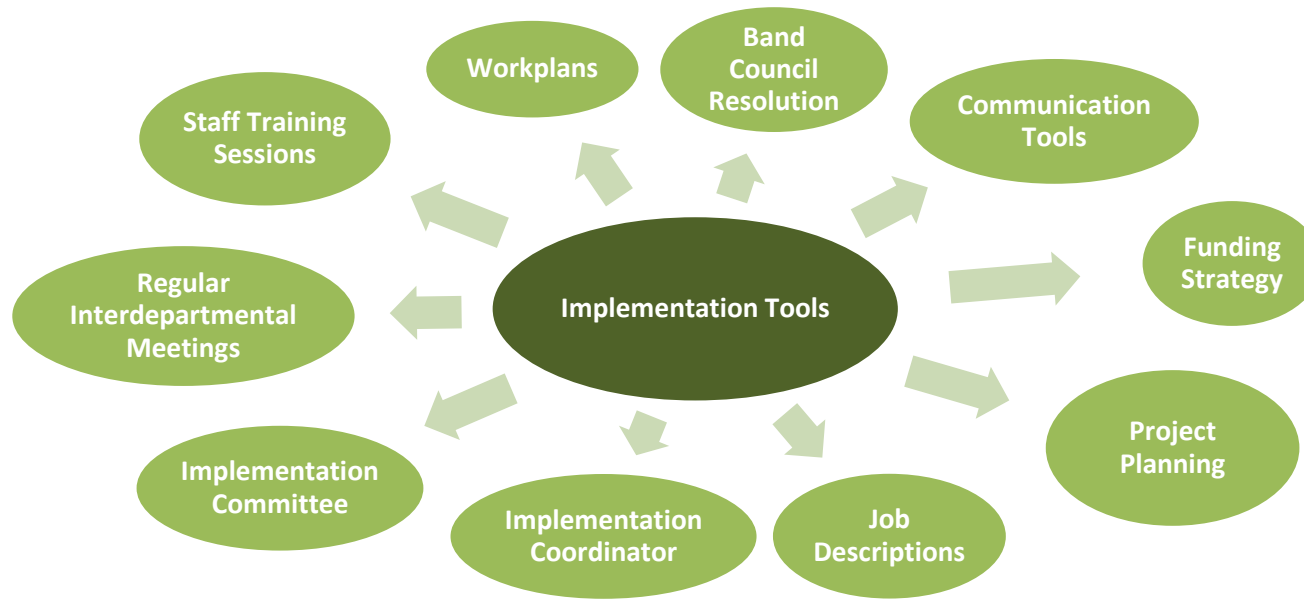 Workplans
Band
Council
Resolution
Communication
Tools
Staff Training
Sessions
Funding
Strategy
Regular
Interdepartmental
Meetings
Implementation Tools
Project
Planning
Implementation
Committee
Implementation
Coordinator
Job
Descriptions